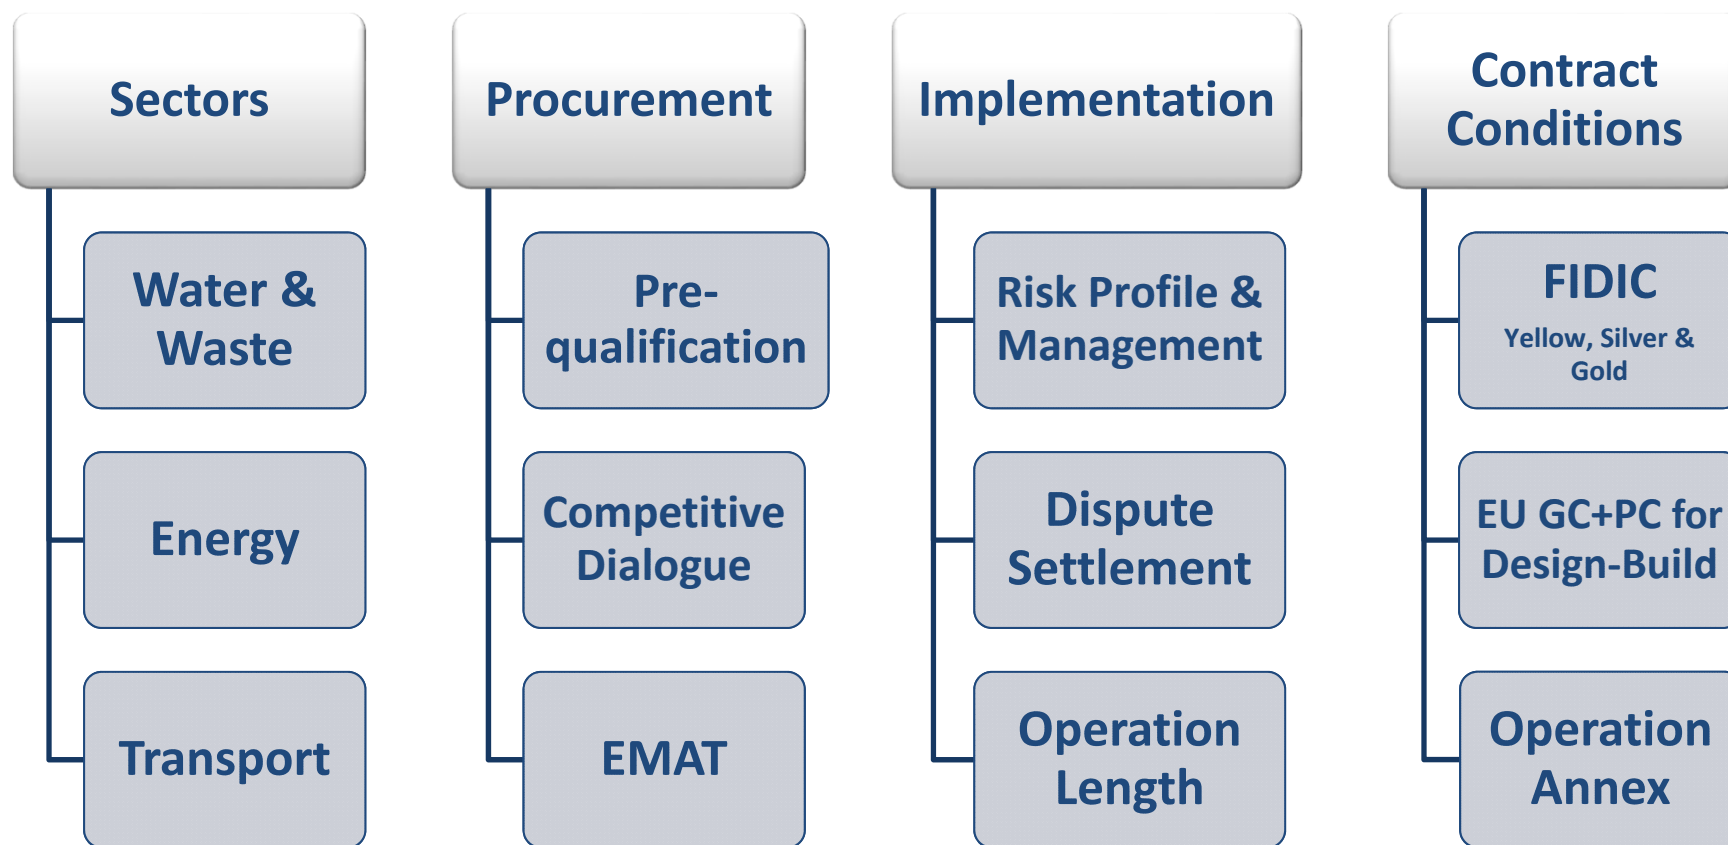 Sectors
Water &
Waste
Energy
Transport
Procurement
Pre-
qualification
Competitive
Dialogue
EMAT
Implementation
Risk Profile &
Management
Dispute
Settlement
Operation
Length
Contract
Conditions
FIDIC
Yellow, Silver &
Gold
EU GC+PC for
Design-Build
Operation
Annex